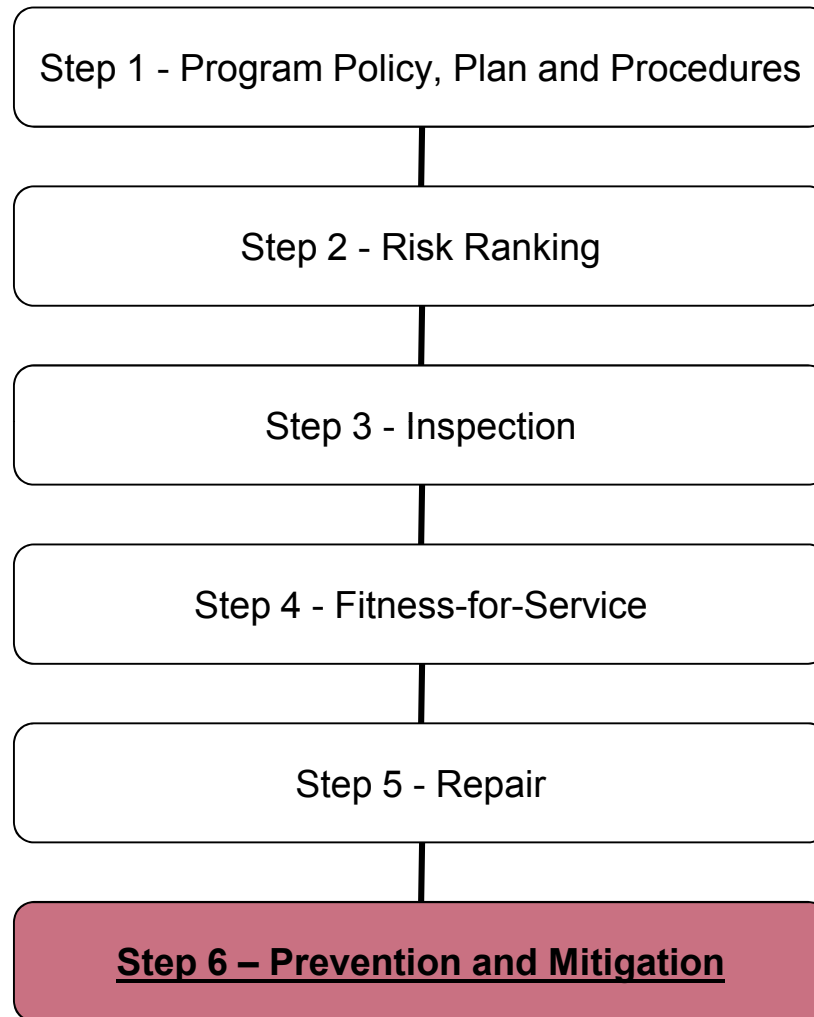 Step 1 - Program Policy, Plan and Procedures
Step 2 - Risk Ranking
Step 3 - Inspection
Step 4 - Fitness-for-Service
Step 5 - Repair
Step 6 – Prevention and Mitigation